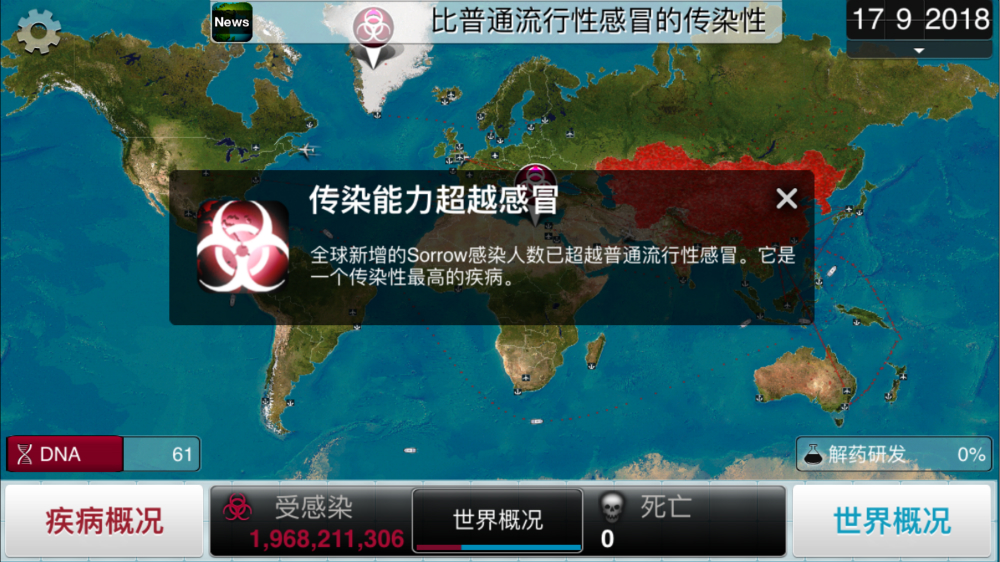 News
比普通流行性感冒的传染性
17 9 2018
传染能力超越感冒
全球新增的Sorrow感染人数已超越普通流行性感冒。它是
一个传染性最高的疾病。
DNA 61
解药研发 0%
疾病概况
受感染
1,968,211,306
世界概况
死亡
0
世界概况